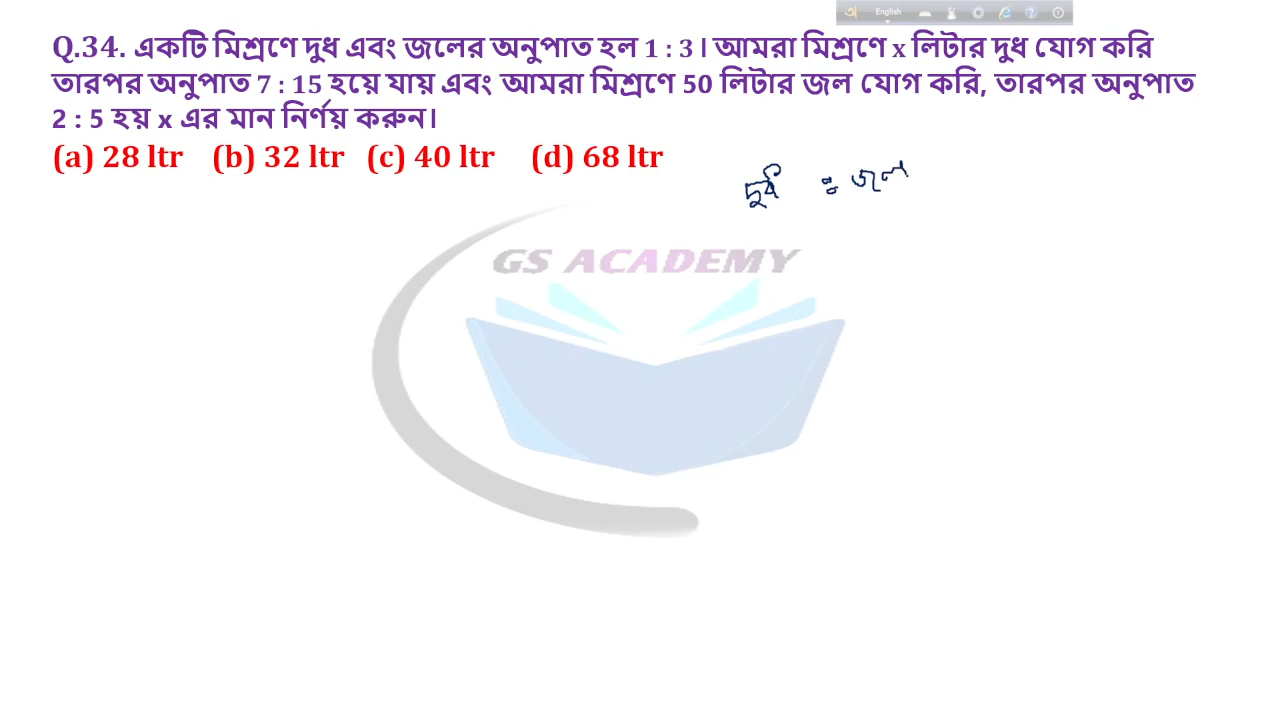 English
Q.34. একটি মিশ্রণে দুধ এবং জলের অনুপাত হল 1 : 3। আমরা মিশ্রণে x লিটার দুধ যোগ করি
তারপর অনুপাত 7 : 15 হয়ে যায় এবং আমরা মিশ্রণে 50 লিটার জল যোগ করি, তারপর অনুপাত
2 : 5 হয় x এর মান নির্ণয় করুন।
(a) 28 ltr (b) 32 ltr (c) 40 ltr (d) 68 ltr
দুধ : জল
GS ACADEMY